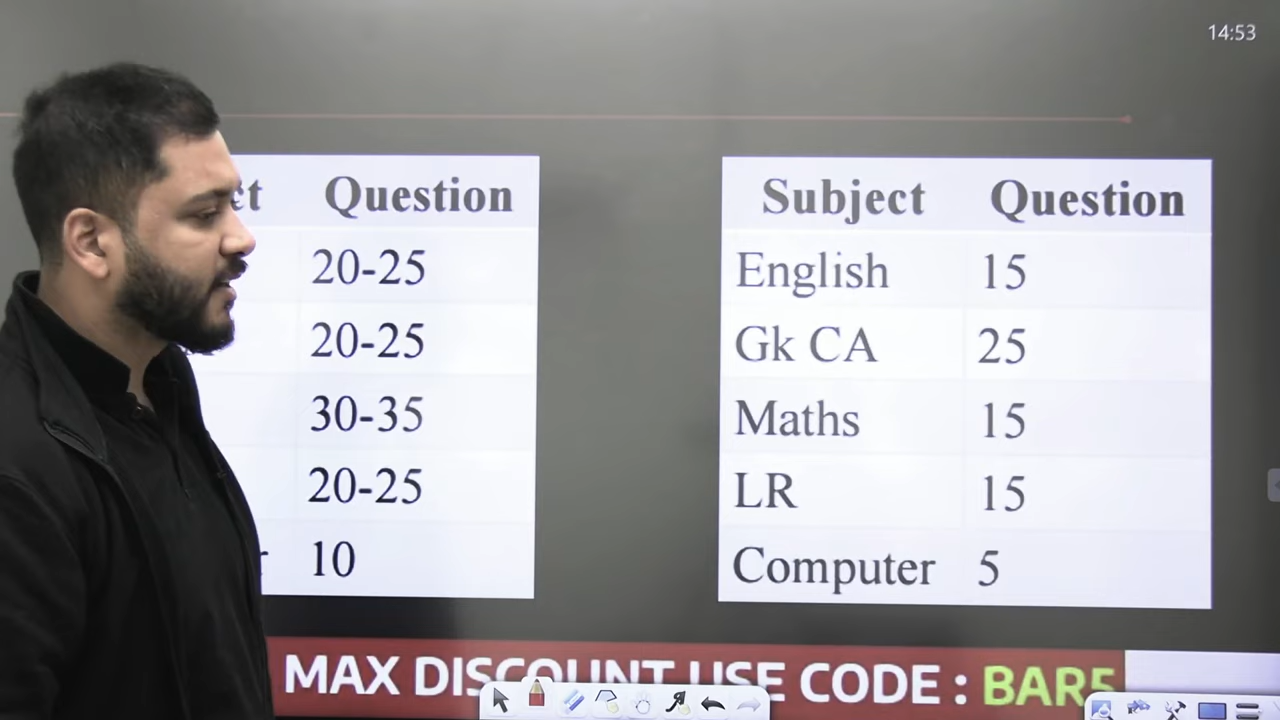 14:53
Question
20-25
20-25
30-35
20-25
10
Subject Question
English 15
Gk CA 25
Maths 15
LR 15
Computer 5
MAX DISCOUNT USE CODE : BAR5